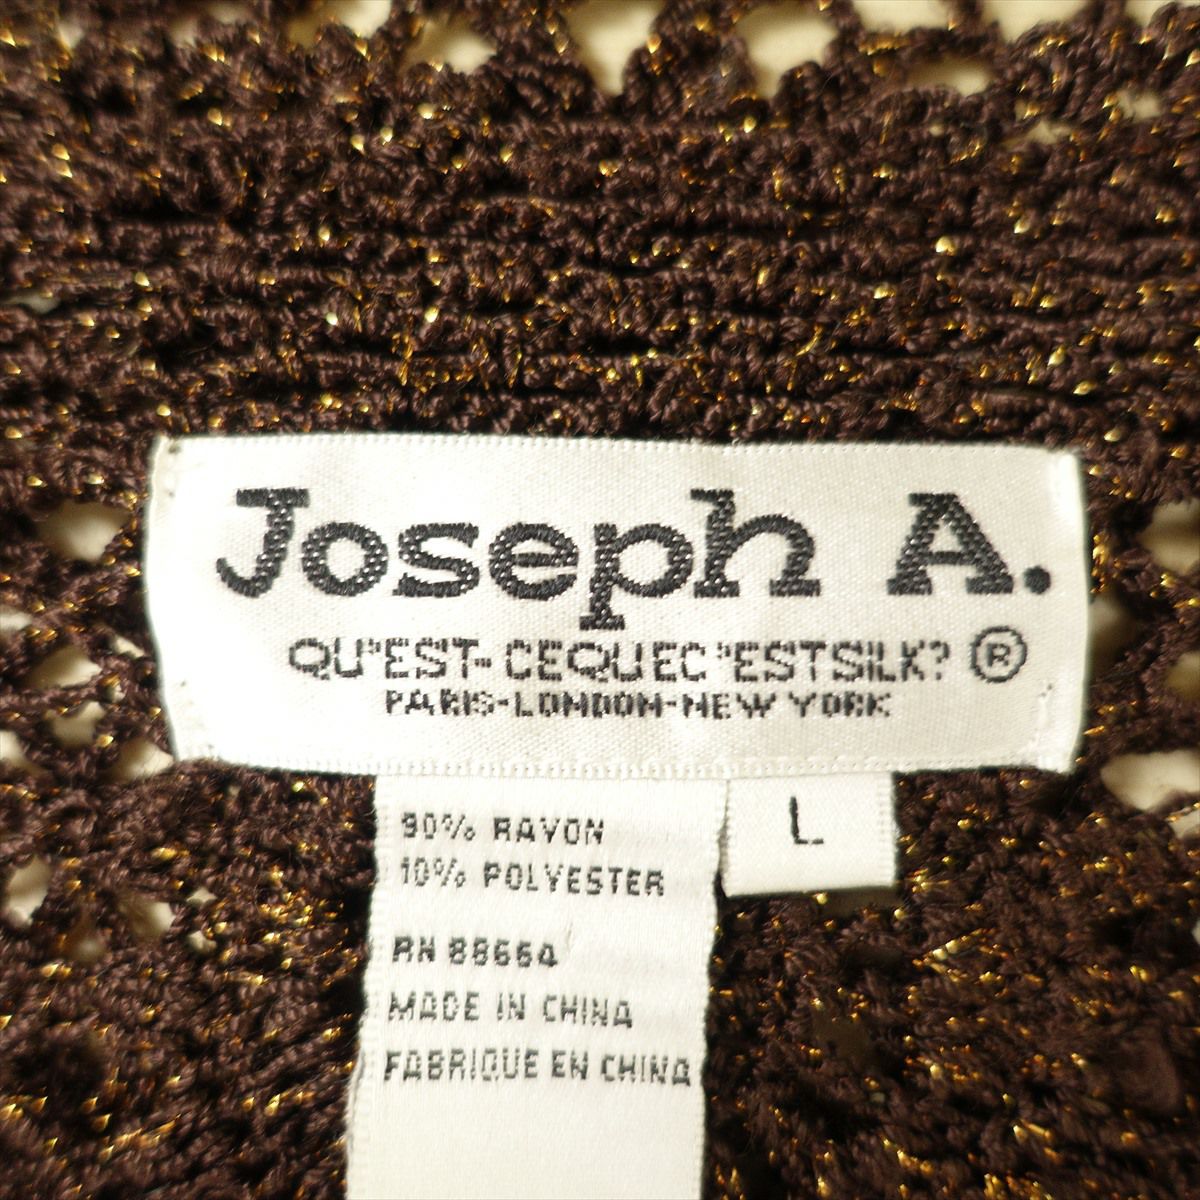 Joseph A.
QU'EST-CEQUEC'ESTSILK? ®
PARIS-LONDON-NEW YORK
90% RAYON
10% POLYESTER
L
RN 88664
MADE IN CHINA
FABRIQUE EN CHINA